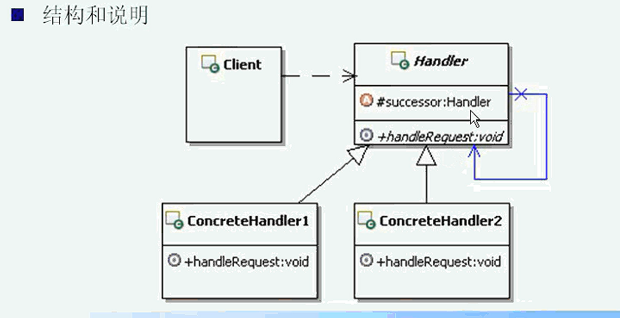 结构和说明
Client
Handler
#successor:Handler
+handleRequest:void
ConcreteHandler1
+handleRequest:void
ConcreteHandler2
+handleRequest:void